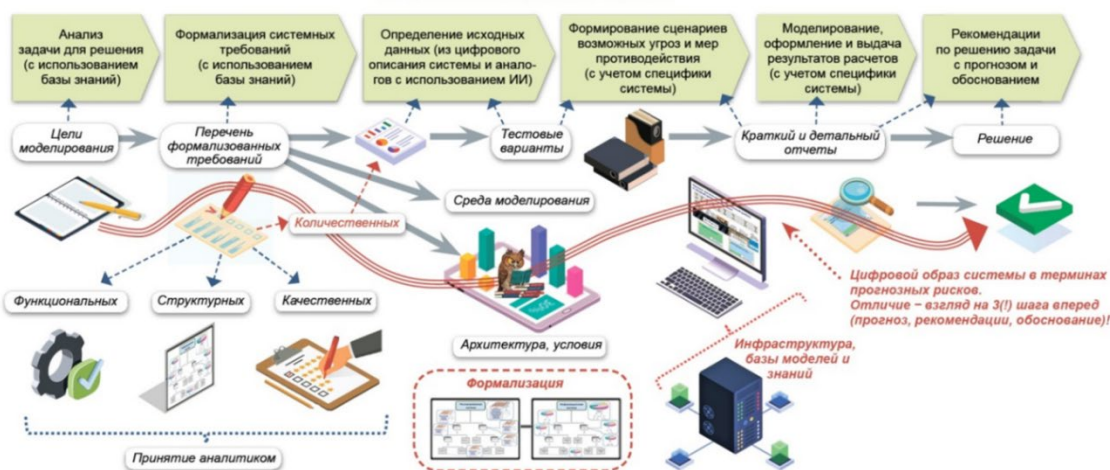 Анализ
задачи для решения
(с использованием
базы знаний)
Формализация системных
требований
(с использованием
базы знаний)
Определение исходных
данных (из цифрового
описания системы и анало-
гов с использованием ИИ)
Формирование сценариев
возможных угроз и мер
противодействия
(с учетом специфики
системы)
Моделирование,
оформление и выдача
результатов расчетов
(с учетом специфики
системы)
Рекомендации
по решению задачи
с прогнозом и
обоснованием
Цели
моделирования
Перечень
формализованных
требований
Тестовые
варианты
Краткий и детальный
отчеты
Решение
Среда моделирования
Количественных
Функциональных
Структурных
Качественных
Цифровой образ системы в терминах
прогнозных рисков.
Отличие – взгляд на 3(!) шага вперед
(прогноз, рекомендации, обоснование)!
Архитектура, условия
Инфраструктура,
базы моделей и
знаний
Формализация
Принятие аналитиком